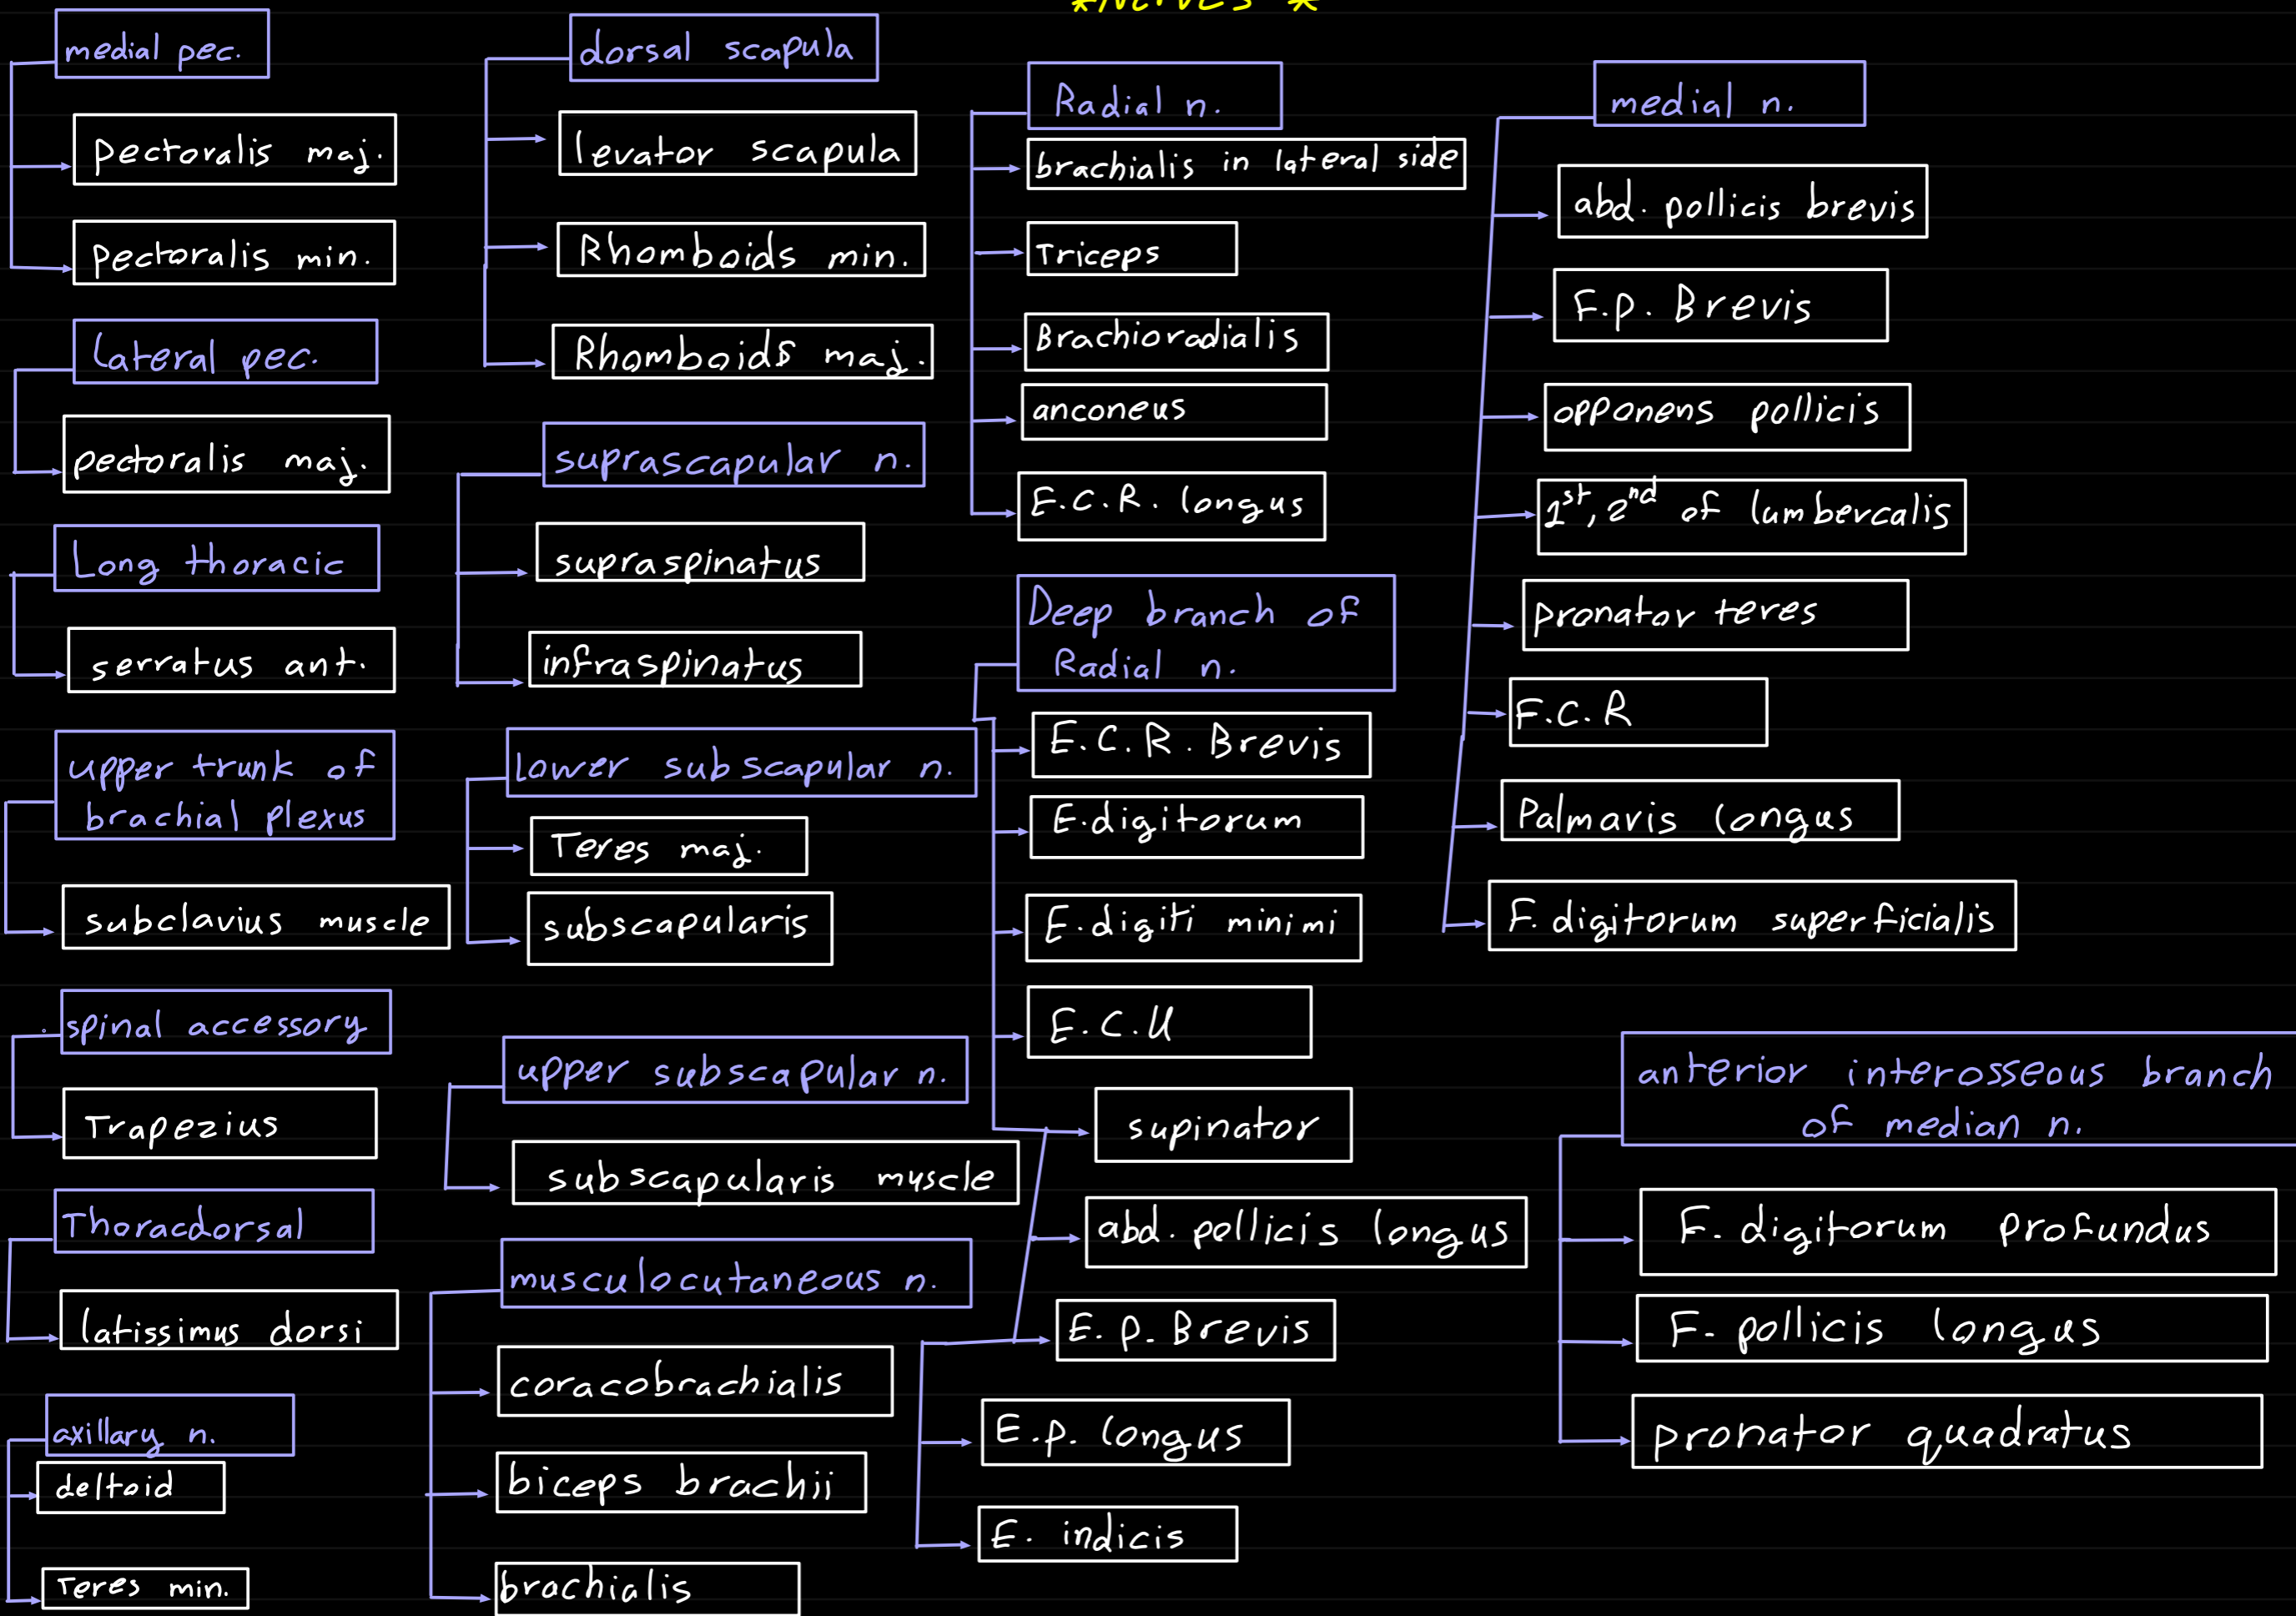 *Nerves *
medial pec.
pectoralis maj.
pectoralis min.
Lateral pec.
pectoralis maj.
Long thoracic
serratus ant.
upper trunk of
brachial plexus
subclavius muscle
spinal accessory
Trapezius
Thoracdorsal
latissimus dorsi
axillary n.
deltoid
Teres min.
dorsal scapula
levator scapula
Rhomboids min.
Rhomboids maj.
suprascapular n.
supraspinatus
infraspinatus
Lower subscapular n.
Teres maj.
subscapularis
upper subscapular n.
subscapularis muscle
musculocutaneous n.
coracobrachialis
biceps brachii
brachialis
Radial n.
brachialis in lateral side
Triceps
Brachioradialis
anconeus
E.C.R. longus
Deep branch of
Radial n.
E.C.R. Brevis
E.digitorum
E.digiti minimi
E.C.U
supinator
abd. pollicis longus
E.p. Brevis
E.p. longus
E. indicis
medial n.
abd. pollicis brevis
F.p. Brevis
opponens pollicis
1st, 2nd of lumbercalis
pronator teres
F.C.R
Palmaris longus
F. digitorum superficialis
anterior interosseous branch
of median n.
F. digitorum profundus
F. pollicis longus
pronator quadratus